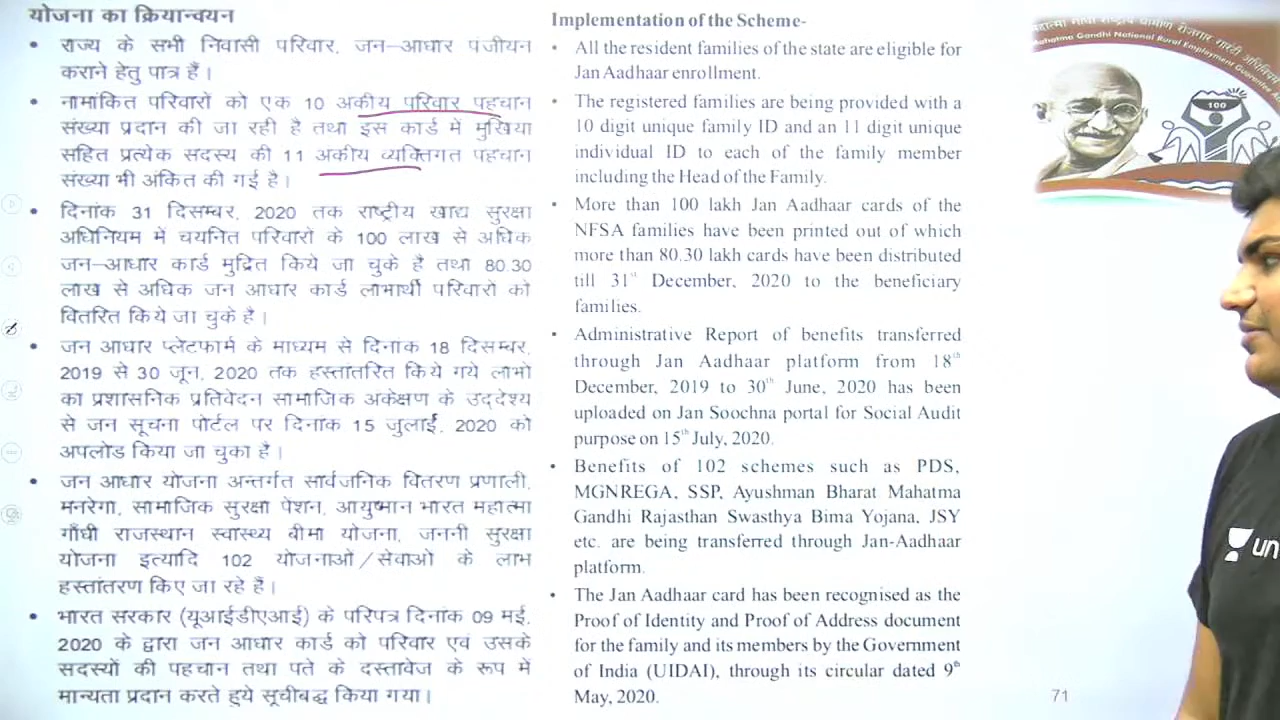 योजना का क्रियान्वयन
• राज्य के सभी निवासी परिवार, जन–आधार पंजीयन
कराने हेतु पात्र हैं।
• नामांकित परिवारों को एक 10 अंकीय परिवार पहचान
संख्या प्रदान की जा रही है तथा इस कार्ड में मुखिया
सहित प्रत्येक सदस्य की 11 अंकीय व्यक्तिगत पहचान
संख्या भी अंकित की गई है।
• दिनांक 31 दिसम्बर, 2020 तक राष्ट्रीय खाद्य सुरक्षा
अधिनियम में चयनित परिवारों के 100 लाख से अधिक
जन–आधार कार्ड मुद्रित किये जा चुके है तथा 80.30
लाख से अधिक जन आधार कार्ड लाभार्थी परिवारों को
वितरित किये जा चुके है।
• जन आधार प्लेटफार्म के माध्यम से दिनांक 18 दिसम्बर,
2019 से 30 जून, 2020 तक हस्तांतरित किये गये लाभों
का प्रशासनिक प्रतिवेदन सामाजिक अंकेक्षण के उद्देश्य
से जन सूचना पोर्टल पर दिनांक 15 जुलाई, 2020 को
अपलोड किया जा चुका है।
• जन आधार योजना अन्तर्गत सार्वजनिक वितरण प्रणाली,
मनरेगा, सामाजिक सुरक्षा पेंशन, आयुष्मान भारत महात्मा
गाँधी राजस्थान स्वास्थ्य बीमा योजना, जननी सुरक्षा
योजना इत्यादि 102 योजनाओं/सेवाओं के लाभ
हस्तांतरण किए जा रहे हैं।
• भारत सरकार (यूआईडीएआई) के परिपत्र दिनांक 09 मई,
2020 के द्वारा जन आधार कार्ड को परिवार एवं उसके
सदस्यों की पहचान तथा पते के दस्तावेज के रूप में
मान्यता प्रदान करते हुये सूचीबद्ध किया गया।
Implementation of the Scheme-
• All the resident families of the state are eligible for
Jan Aadhaar enrollment.
• The registered families are being provided with a
10 digit unique family ID and an 11 digit unique
individual ID to each of the family member
including the Head of the Family.
• More than 100 lakh Jan Aadhaar cards of the
NFSA families have been printed out of which
more than 80.30 lakh cards have been distributed
till 31st December, 2020 to the beneficiary
families.
• Administrative Report of benefits transferred
through Jan Aadhaar platform from 18th
December, 2019 to 30th June, 2020 has been
uploaded on Jan Soochna portal for Social Audit
purpose on 15th July, 2020.
• Benefits of 102 schemes such as PDS,
MGNREGA, SSP, Ayushman Bharat Mahatma
Gandhi Rajasthan Swasthya Bima Yojana, JSY
etc. are being transferred through Jan-Aadhaar
platform.
• The Jan Aadhaar card has been recognised as the
Proof of Identity and Proof of Address document
for the family and its members by the Government
of India (UIDAI), through its circular dated 9th
May, 2020.
महात्मा गांधी राष्ट्रीय ग्रामीण रोजगार गारंटी
Mahatma Gandhi National Rural Employment Guarantee
100
un
71